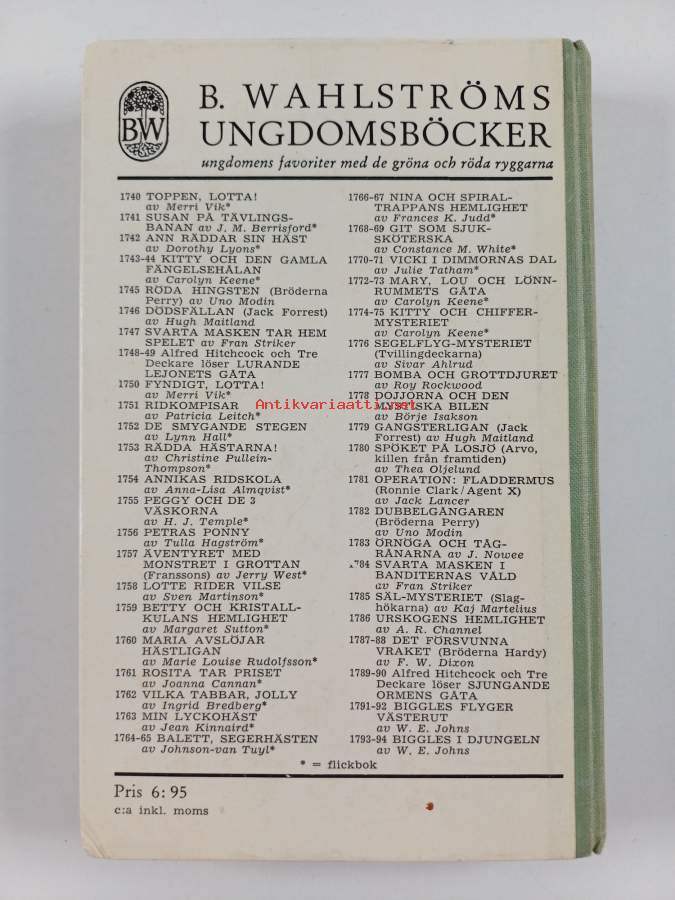 BW
B. WAHLSTRÖMS
UNGDOMSBÖCKER
ungdomens favoriter med de gröna och röda ryggarna
1740 TOPPEN, LOTTA!
av Merri Vik*
1741 SUSAN PÅ TÄVLINGS-
BANAN av J. M. Berrisford*
1742 ANN RÄDDAR SIN HÄST
av Dorothy Lyons*
1743-44 KITTY OCH DEN GAMLA
FÄNGELSEHÅLAN
av Carolyn Keene*
1745 RÖDA HINGSTEN (Bröderna
Perry) av Uno Modin
1746 DÖDSFÄLLAN (Jack Forrest)
av Hugh Maitland
1747 SVARTA MASKEN TAR HEM
SPELET av Fran Striker
1748-49 Alfred Hitchcock och Tre
Deckare löser LURANDE
LEJONETS GÅTA
1750 FYNDIGT, LOTTA!
av Merri Vik*
1751 RIDKOMPISAR
av Patricia Leitch*
1752 DE SMYGANDE STEGEN
av Lynn Hall*
1753 RÄDDA HÄSTARNA!
av Christine Pullein-
Thompson*
1754 ANNIKAS RIDSKOLA
av Anna-Lisa Almqvist*
1755 PEGGY OCH DE 3
VÄSKORNA
av H. J. Temple*
1756 PETRAS PONNY
av Tulla Hagström*
1757 ÄVENTYRET MED
MONSTRET I GROTTAN
(Franssons) av Jerry West*
1758 LOTTE RIDER VILSE
av Sven Martinson*
1759 BETTY OCH KRISTALL-
KULANS HEMLIGHET
av Margaret Sutton*
1760 MARIA AVSLÖJAR
HÄSTLIGAN
av Marie Louise Rudolfsson*
1761 ROSITA TAR PRISET
av Joanna Cannan*
1762 VILKA TABBAR, JOLLY
av Ingrid Bredberg*
1763 MIN LYCKOHÄST
av Jean Kinnaird*
1764-65 BALETT, SEGERHÄSTEN
av Johnson-van Tuyl*
1766-67 NINA OCH SPIRAL-
TRAPPANS HEMLIGHET
av Frances K. Judd*
1768-69 GIT SOM SJUK-
SKÖTERSKA
av Constance M. White*
1770-71 VICKI I DIMMORNAS DAL
av Julie Tatham*
1772-73 MARY, LOU OCH LÖNN-
RUMMETS GÅTA
av Carolyn Keene*
1774-75 KITTY OCH CHIFFER-
MYSTERIET
av Carolyn Keene*
1776 SEGELFLYG-MYSTERIET
(Tvillingdeckarna)
av Sivar Ahlrud
1777 BOMBA OCH GROTTDJURET
av Roy Rockwood
1778 DOJJORNA OCH DEN
MYSTISKA BILEN
av Börje Isakson
1779 GANGSTERLIGAN (Jack
Forrest) av Hugh Maitland
1780 SPÖKET PÅ LOSJÖ (Arvo,
killen från framtiden)
av Thea Oljelund
1781 OPERATION: FLADDERMUS
(Ronnie Clark/Agent X)
av Jack Lancer
1782 DUBBELGÅNGAREN
(Bröderna Perry)
av Uno Modin
1783 ÖRNÖGA OCH TÅG-
RÅNARNA av J. Nowee
1784 SVARTA MASKEN I
BANDITERNAS VÅLD
av Fran Striker
1785 SÄL-MYSTERIET (Slag-
hökarna) av Kaj Martelius
1786 URSKOGENS HEMLIGHET
av A. R. Channel
1787-88 DET FÖRSVUNNA
VRAKET (Bröderna Hardy)
av F. W. Dixon
1789-90 Alfred Hitchcock och Tre
Deckare löser SJUNGANDE
ORMENS GÅTA
1791-92 BIGGLES FLYGER
VÄSTERUT
av W. E. Johns
1793-94 BIGGLES I DJUNGELN
av W. E. Johns
* = flickbok
Pris 6: 95
c:a inkl. moms
Antikvariaatti.net